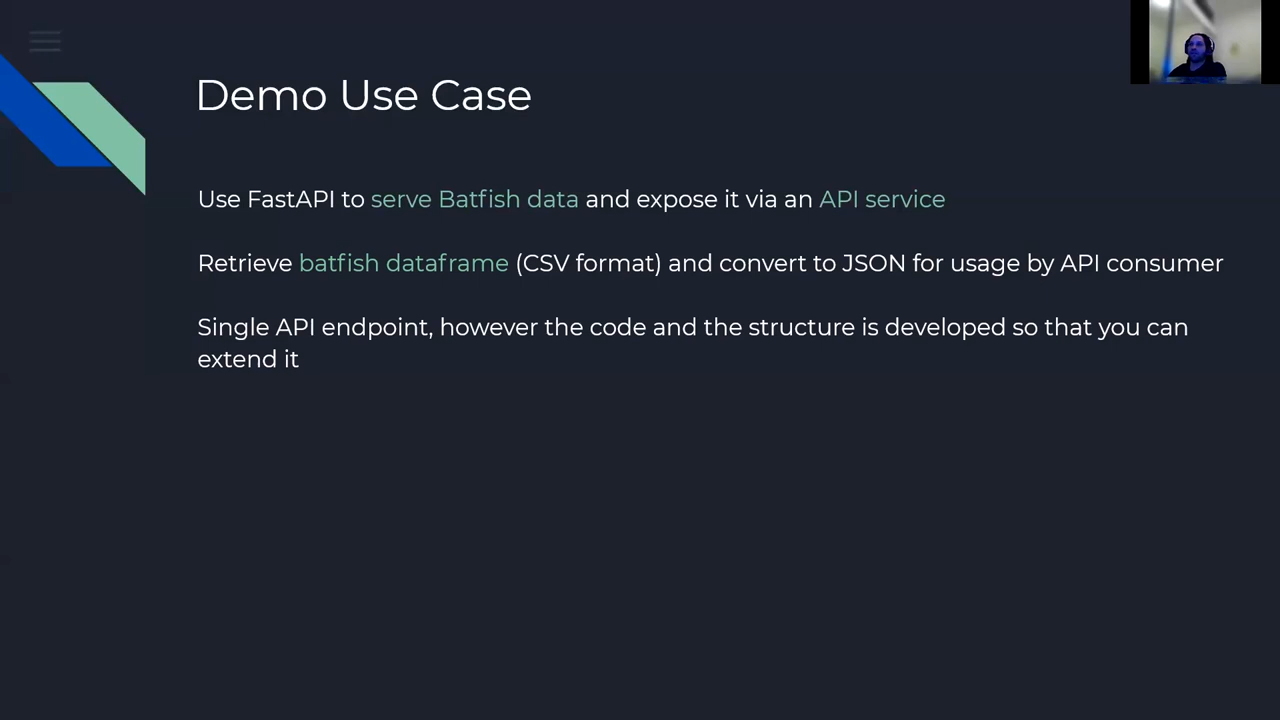 Demo Use Case
Use FastAPI to serve Batfish data and expose it via an API service
Retrieve batfish dataframe (CSV format) and convert to JSON for usage by API consumer
Single API endpoint, however the code and the structure is developed so that you can
extend it